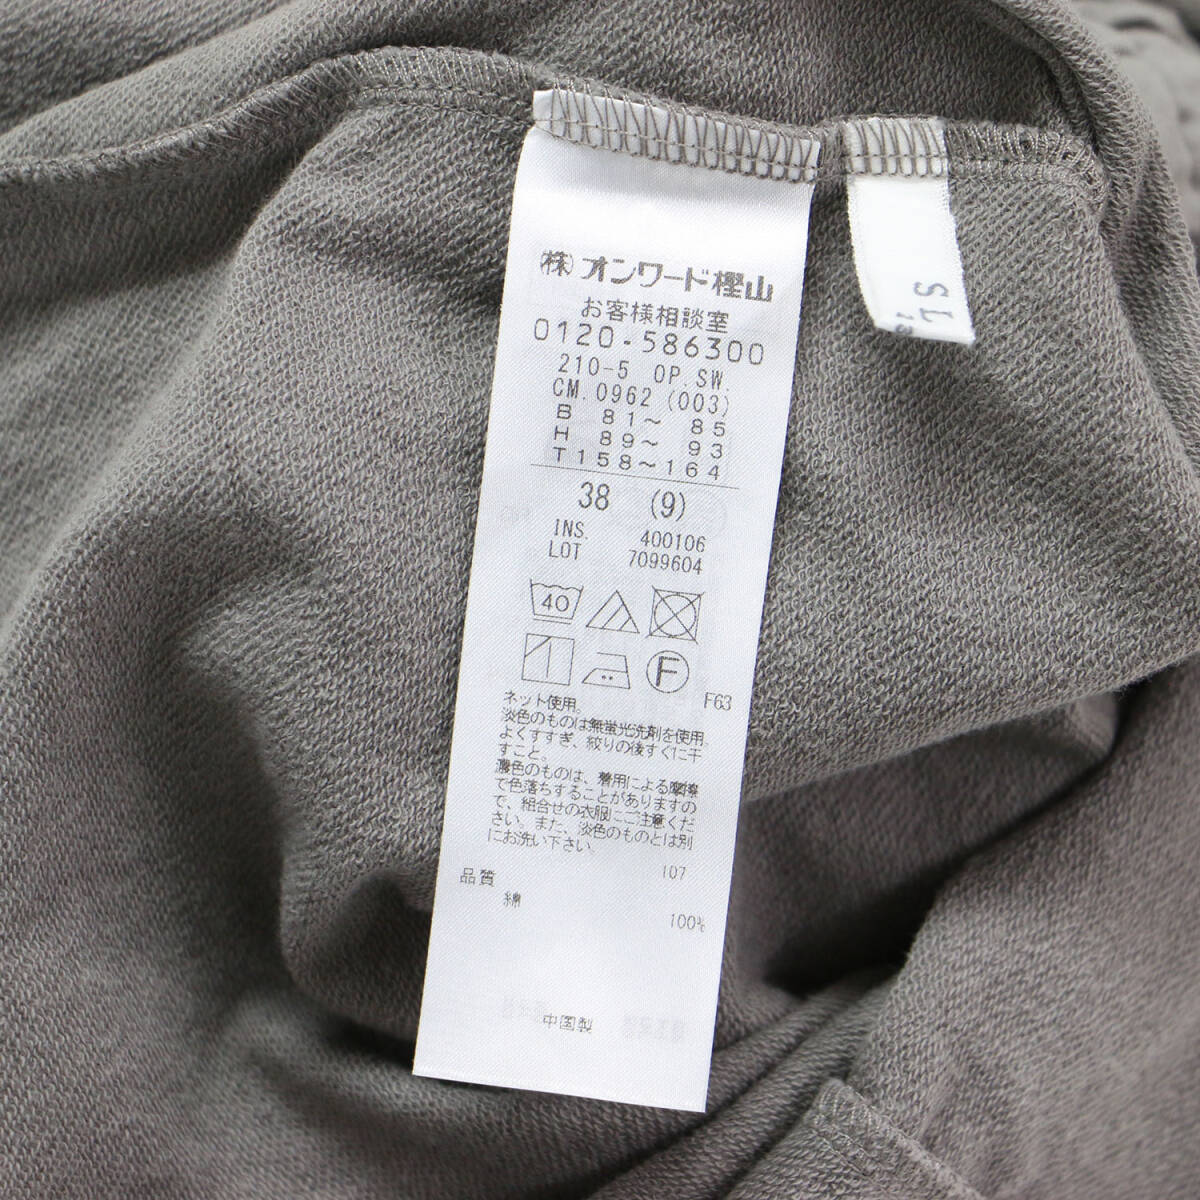 ㈱オンワード樫山
お客様相談室
0120-586300
210-5 OP.SW.
CM.0962 (003)
B 81～ 85
H 89～ 93
T158～164
38 (9)
INS. 400106
LOT 7099604
40
F
F63
ネット使用。
淡色のものは無蛍光洗剤を使用。
よくすすぎ、絞りの後すぐに干
すこと。
濃色のものは、着用による摩擦
で色落ちすることがありますの
で、組合せの衣服にご注意くだ
さい。また、淡色のものとは別
にお洗い下さい。
107
品質
綿 100%
中国製